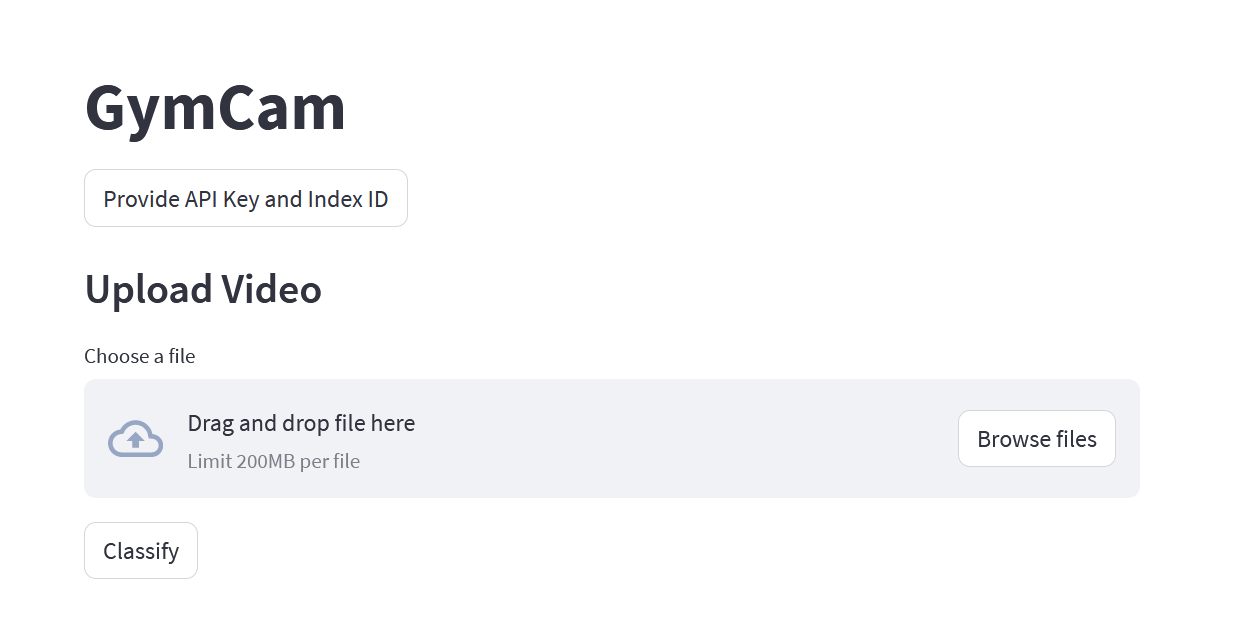 GymCam
Provide API Key and Index ID
Upload Video
Choose a file
Drag and drop file here
Limit 200MB per file
Browse files
Classify